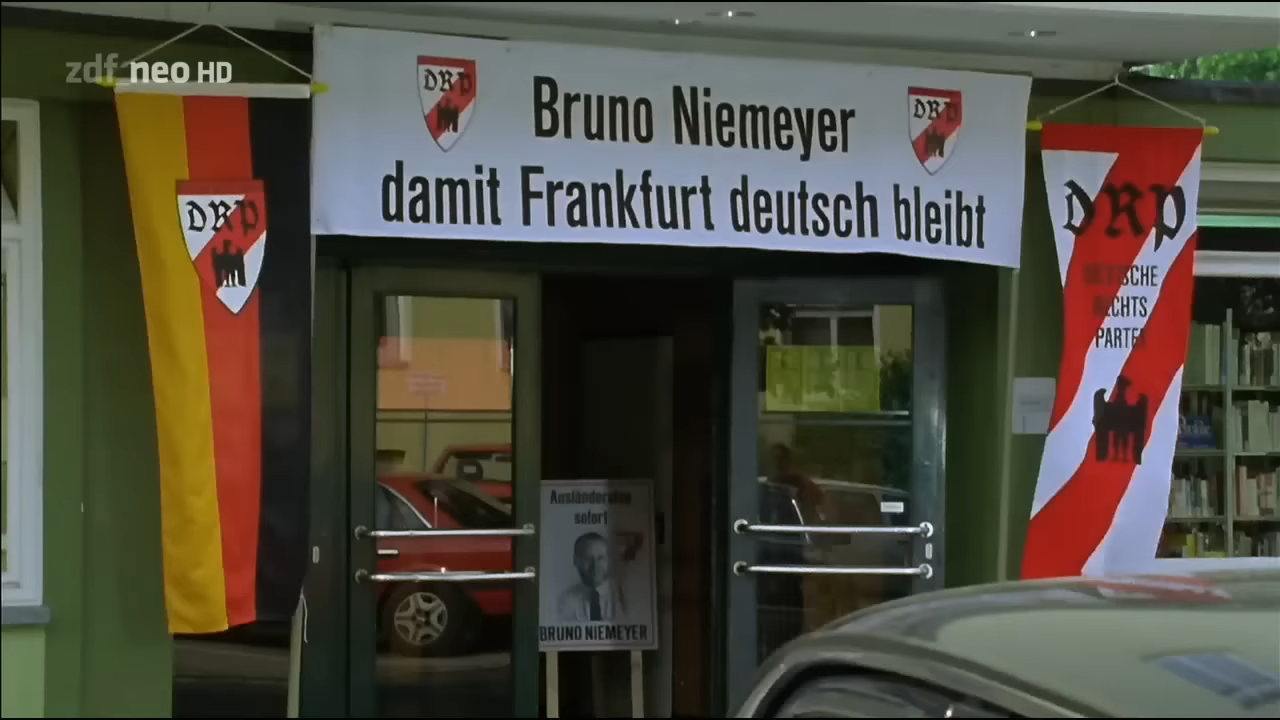 zdf neo HD
DRP
Bruno Niemeyer
DRP
damit Frankfurt deutsch bleibt
DRP
DRP
DEUTSCHE
RECHTS
PARTEI
Ausländerstop
sofort
BRUNO NIEMEYER